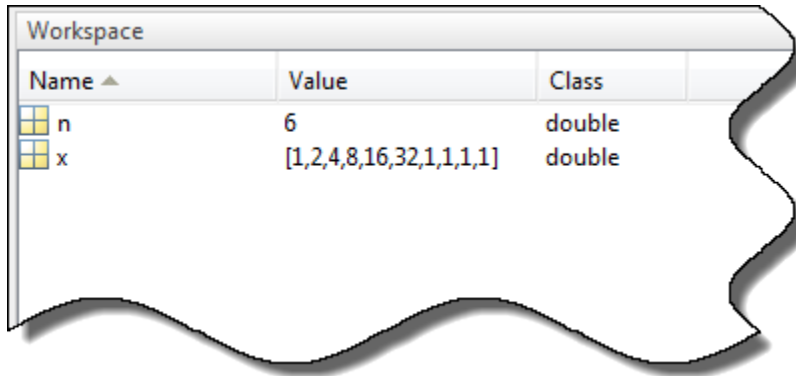 Workspace
Name Value Class
n 6 double
x [1,2,4,8,16,32,1,1,1,1] double